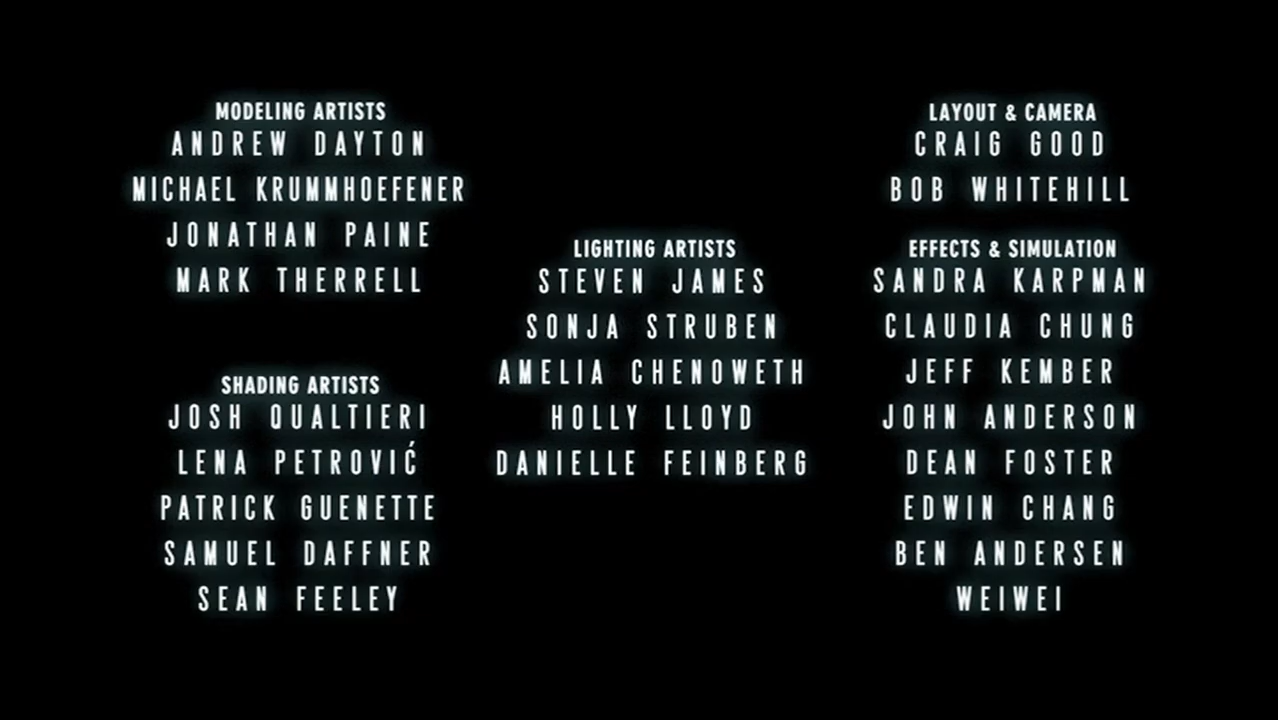 MODELING ARTISTS
ANDREW DAYTON
MICHAEL KRUMMHOEFENER
JONATHAN PAINE
MARK THERRELL
SHADING ARTISTS
JOSH QUALTIERI
LENA PETROVIĆ
PATRICK GUENETTE
SAMUEL DAFFNER
SEAN FEELEY
LIGHTING ARTISTS
STEVEN JAMES
SONJA STRUBEN
AMELIA CHENOWETH
HOLLY LLOYD
DANIELLE FEINBERG
LAYOUT & CAMERA
CRAIG GOOD
BOB WHITEHILL
EFFECTS & SIMULATION
SANDRA KARPMAN
CLAUDIA CHUNG
JEFF KEMBER
JOHN ANDERSON
DEAN FOSTER
EDWIN CHANG
BEN ANDERSEN
WEIWEI